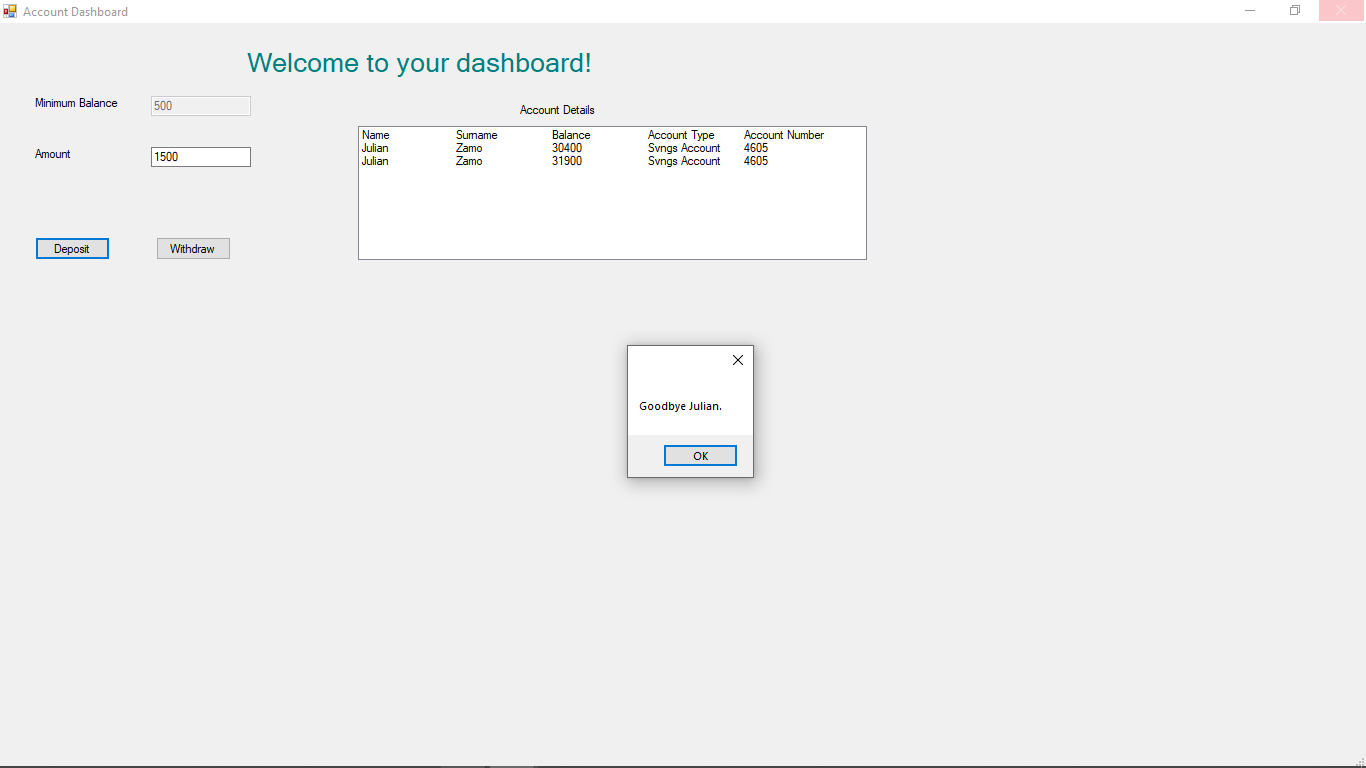 Account Dashboard
Welcome to your dashboard!
Minimum Balance 500
Account Details
Name Surname Balance Account Type Account Number
Julian Zamo 30400 Svngs Account 4605
Amount 1500
Julian Zamo 31900 Svngs Account 4605
Deposit Withdraw
Goodbye Julian.
OK